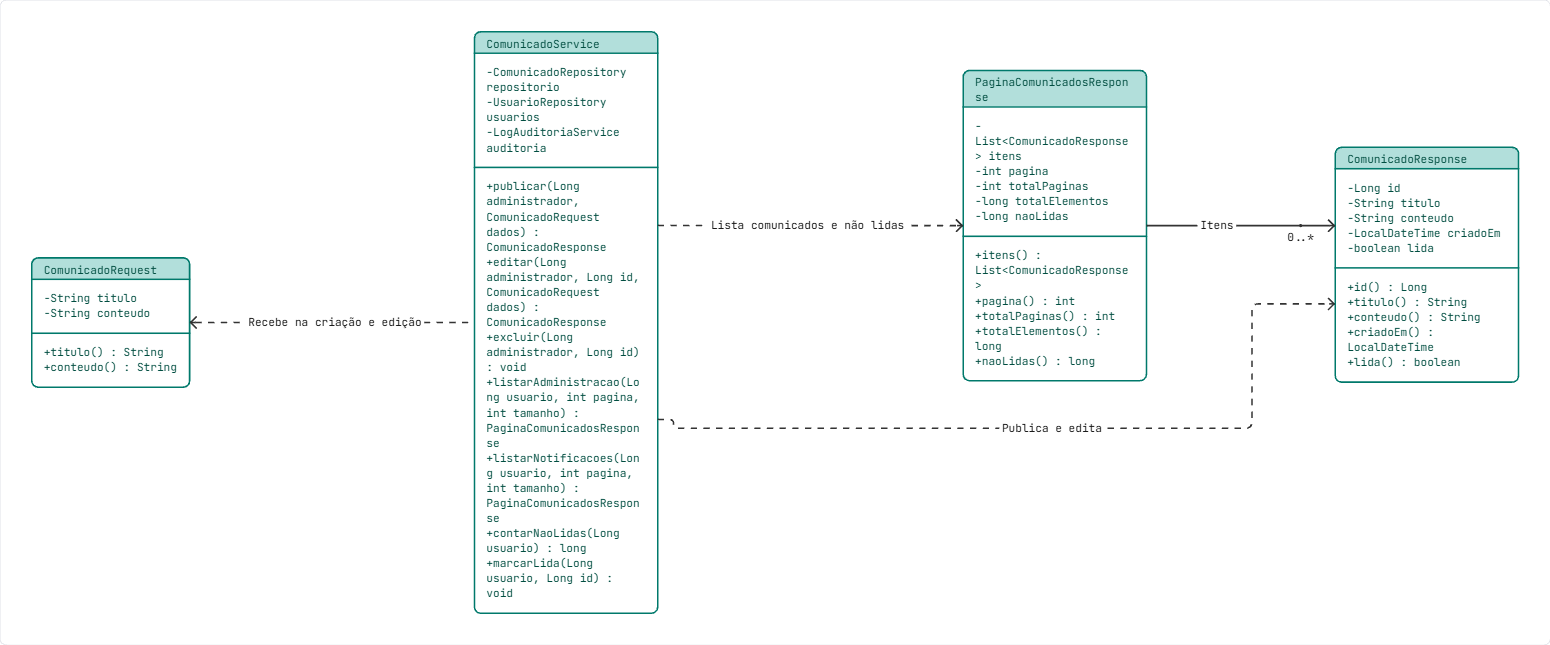 ComunicadoService
-ComunicadoRepository
repositorio
-UsuarioRepository
usuarios
-LogAuditoriaService
auditoria
+publicar(Long
administrador,
ComunicadoRequest
dados) :
ComunicadoResponse
+editar(Long
administrador, Long id,
ComunicadoRequest
dados) :
ComunicadoResponse
+excluir(Long
administrador, Long id)
: void
+listarAdministracao(Lo
ng usuario, int pagina,
int tamanho) :
PaginaComunicadosRespon
se
+listarNotificacoes(Lon
g usuario, int pagina,
int tamanho) :
PaginaComunicadosRespon
se
+contarNaoLidas(Long
usuario) : long
+marcarLida(Long
usuario, Long id) :
void
ComunicadoRequest
-String titulo
-String conteudo
+titulo() : String
+conteudo() : String
Recebe na criação e edição
Lista comunicados e não lidas
PaginaComunicadosRespon
se
-
List<ComunicadoResponse
> itens
-int pagina
-int totalPaginas
-long totalElementos
-long naoLidas
+itens() :
List<ComunicadoResponse
>
+pagina() : int
+totalPaginas() : int
+totalElementos() :
long
+naoLidas() : long
Itens
0..*
Publica e edita
ComunicadoResponse
-Long id
-String titulo
-String conteudo
-LocalDateTime criadoEm
-boolean lida
+id() : Long
+titulo() : String
+conteudo() : String
+criadoEm() :
LocalDateTime
+lida() : boolean